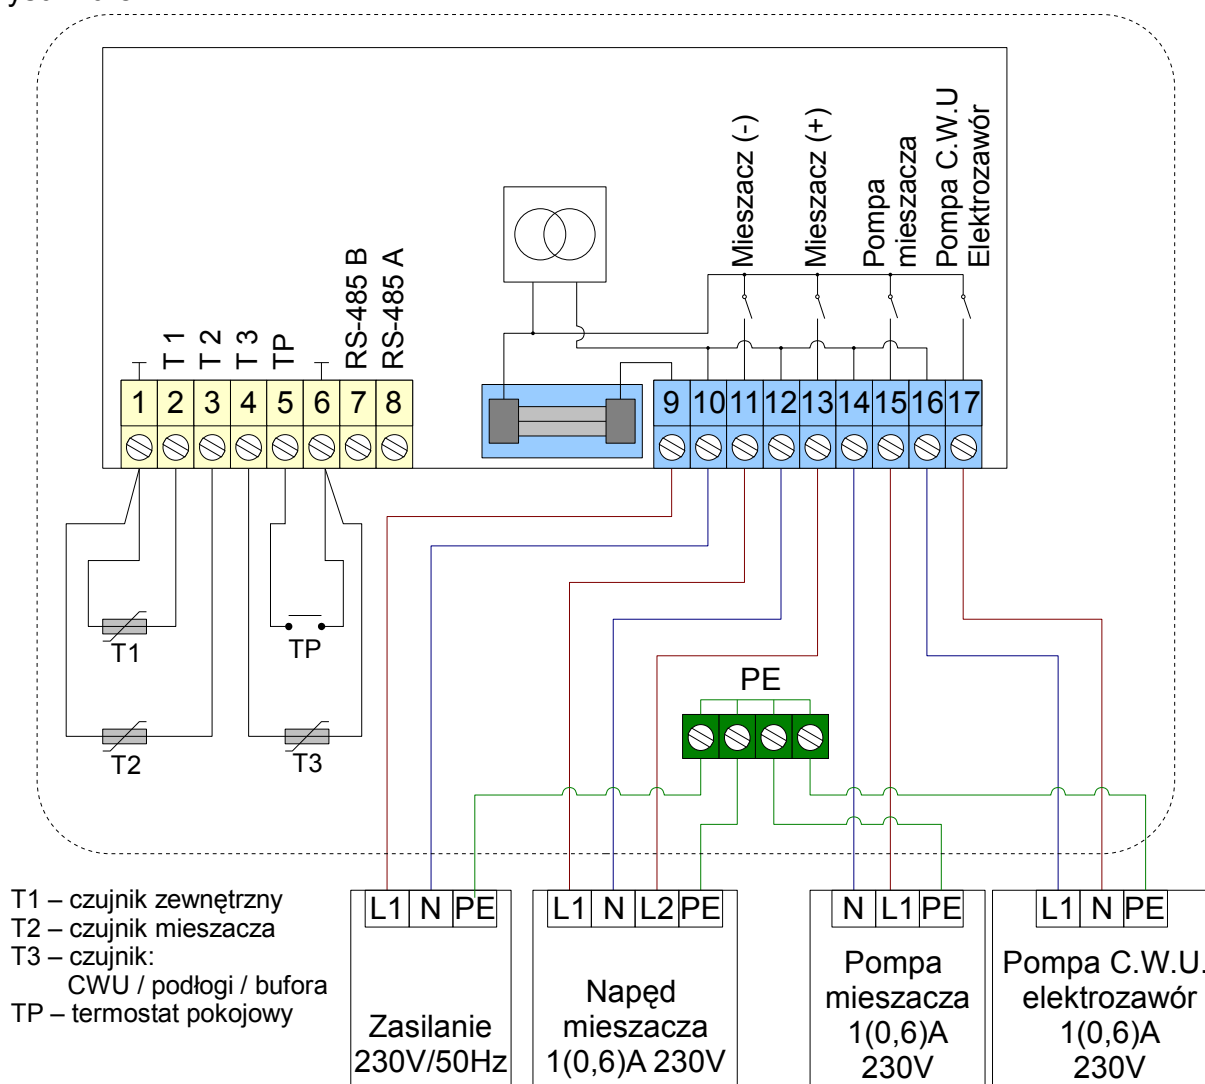 Mieszacz (-)
Mieszacz (+)
Pompa
mieszacza
Pompa C.W.U
Elektrozawór
T 1
T 2
T 3
TP
RS-485 B
RS-485 A
1 2 3 4 5 6 7 8
9 10 11 12 13 14 15 16 17
T1
TP
T2
T3
PE
T1 – czujnik zewnętrzny
T2 – czujnik mieszacza
T3 – czujnik:
CWU / podłogi / bufora
TP – termostat pokojowy
L1 N PE
Zasilanie
230V/50Hz
L1 N L2 PE
Napęd
mieszacza
1(0,6)A 230V
N L1 PE
Pompa
mieszacza
1(0,6)A
230V
L1 N PE
Pompa C.W.U.
elektrozawór
1(0,6)A
230V